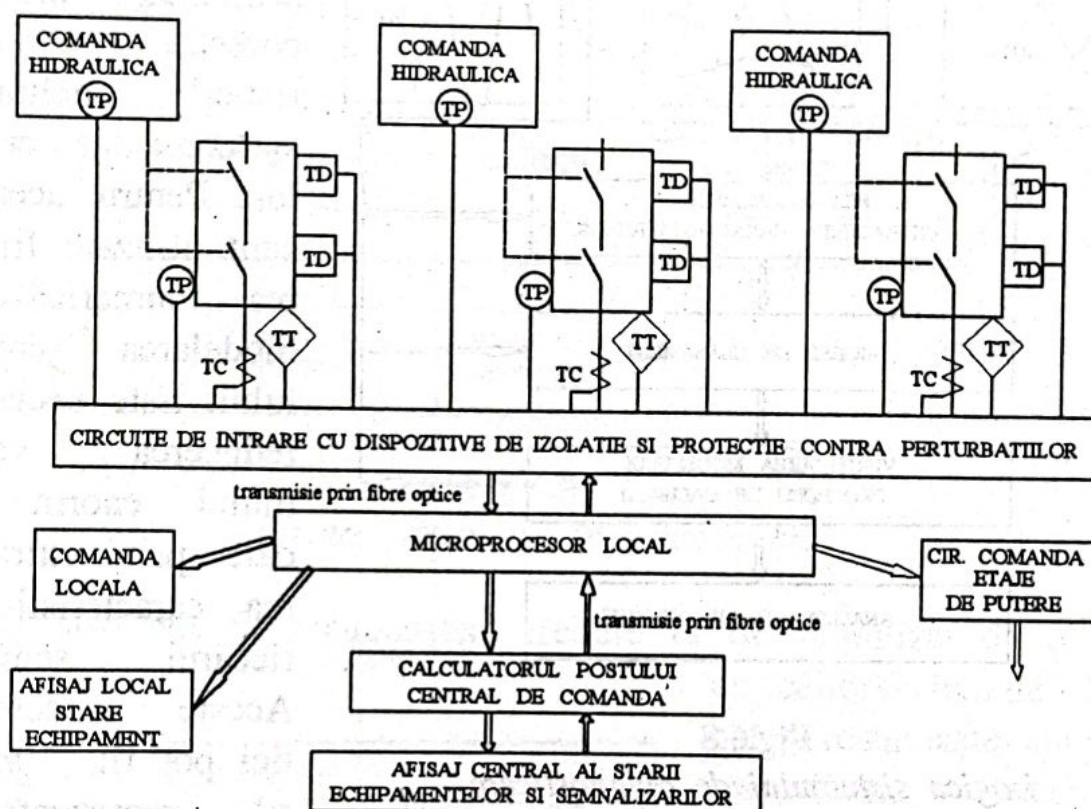 COMANDA
HIDRAULICA
TP
COMANDA
HIDRAULICA
TP
COMANDA
HIDRAULICA
TP
TD
TD
TP
TT
TC
TD
TD
TP
TT
TC
TD
TD
TP
TT
TC
CIRCUITE DE INTRARE CU DISPOZITIVE DE IZOLATIE SI PROTECTIE CONTRA PERTURBATIILOR
transmisie prin fibre optice
MICROPROCESOR LOCAL
COMANDA
LOCALA
CIR. COMANDA
ETAJE
DE PUTERE
transmisie prin fibre optice
CALCULATORUL POSTULUI
CENTRAL DE COMANDA
AFISAJ LOCAL
STARE
ECHIPAMENT
AFISAJ CENTRAL AL STARII
ECHIPAMENTELOR SI SEMNALIZARILOR